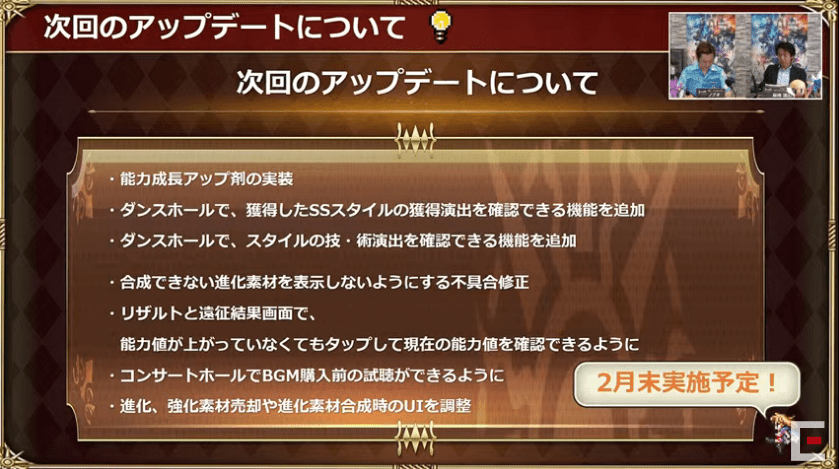 次回のアップデートについて
次回のアップデートについて
・能力成長アップ剤の実装
・ダンスホールで、獲得したSSスタイルの獲得演出を確認できる機能を追加
・ダンスホールで、スタイルの技・術演出を確認できる機能を追加
・合成できない進化素材を表示しないようにする不具合修正
・リザルトと遠征結果画面で、
能力値が上がっていなくてもタップして現在の能力値を確認できるように
・コンサートホールでBGM購入前の試聴ができるように
・進化、強化素材売却や進化素材合成時のUIを調整
2月末実施予定！